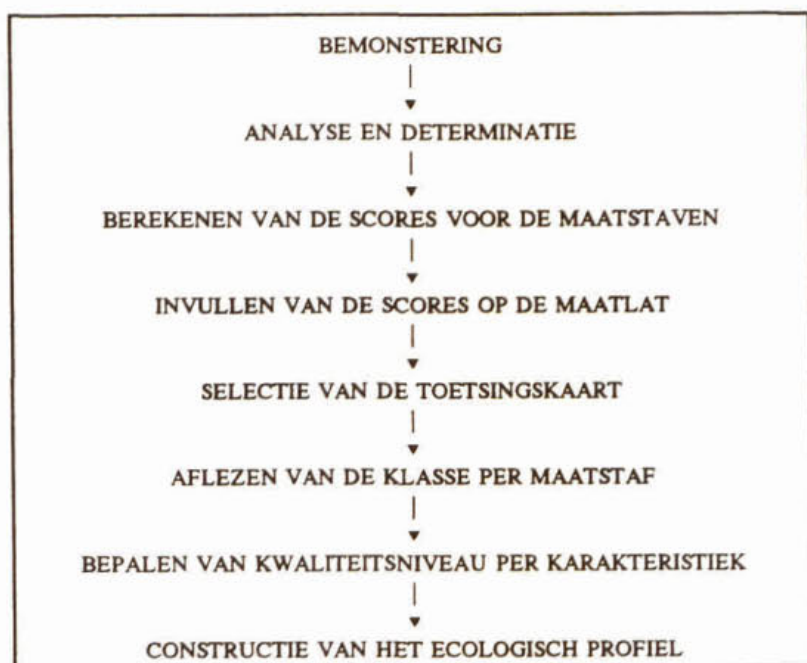 BEMONSTERING
ANALYSE EN DETERMINATIE
BEREKENEN VAN DE SCORES VOOR DE MAATSTAVEN
INVULLEN VAN DE SCORES OP DE MAATLAT
SELECTIE VAN DE TOETSINGSKAART
AFLEZEN VAN DE KLASSE PER MAATSTAF
BEPALEN VAN KWALITEITSNIVEAU PER KARAKTERISTIEK
CONSTRUCTIE VAN HET ECOLOGISCH PROFIEL